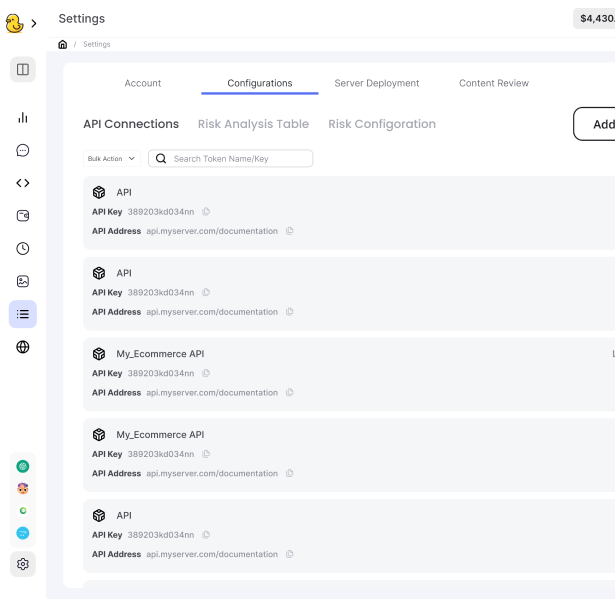 Settings
$4,430.
/ Settings
Account Configurations Server Deployment Content Review
API Connections Risk Analysis Table Risk Configoration
Add
Bulk Action Search Token Name/Key
API
API Key 389203kd034nn
API Address api.myserver.com/documentation
API
API Key 389203kd034nn
API Address api.myserver.com/documentation
My_Ecommerce API
API Key 389203kd034nn
API Address api.myserver.com/documentation
My_Ecommerce API
API Key 389203kd034nn
API Address api.myserver.com/documentation
API
API Key 389203kd034nn
API Address api.myserver.com/documentation